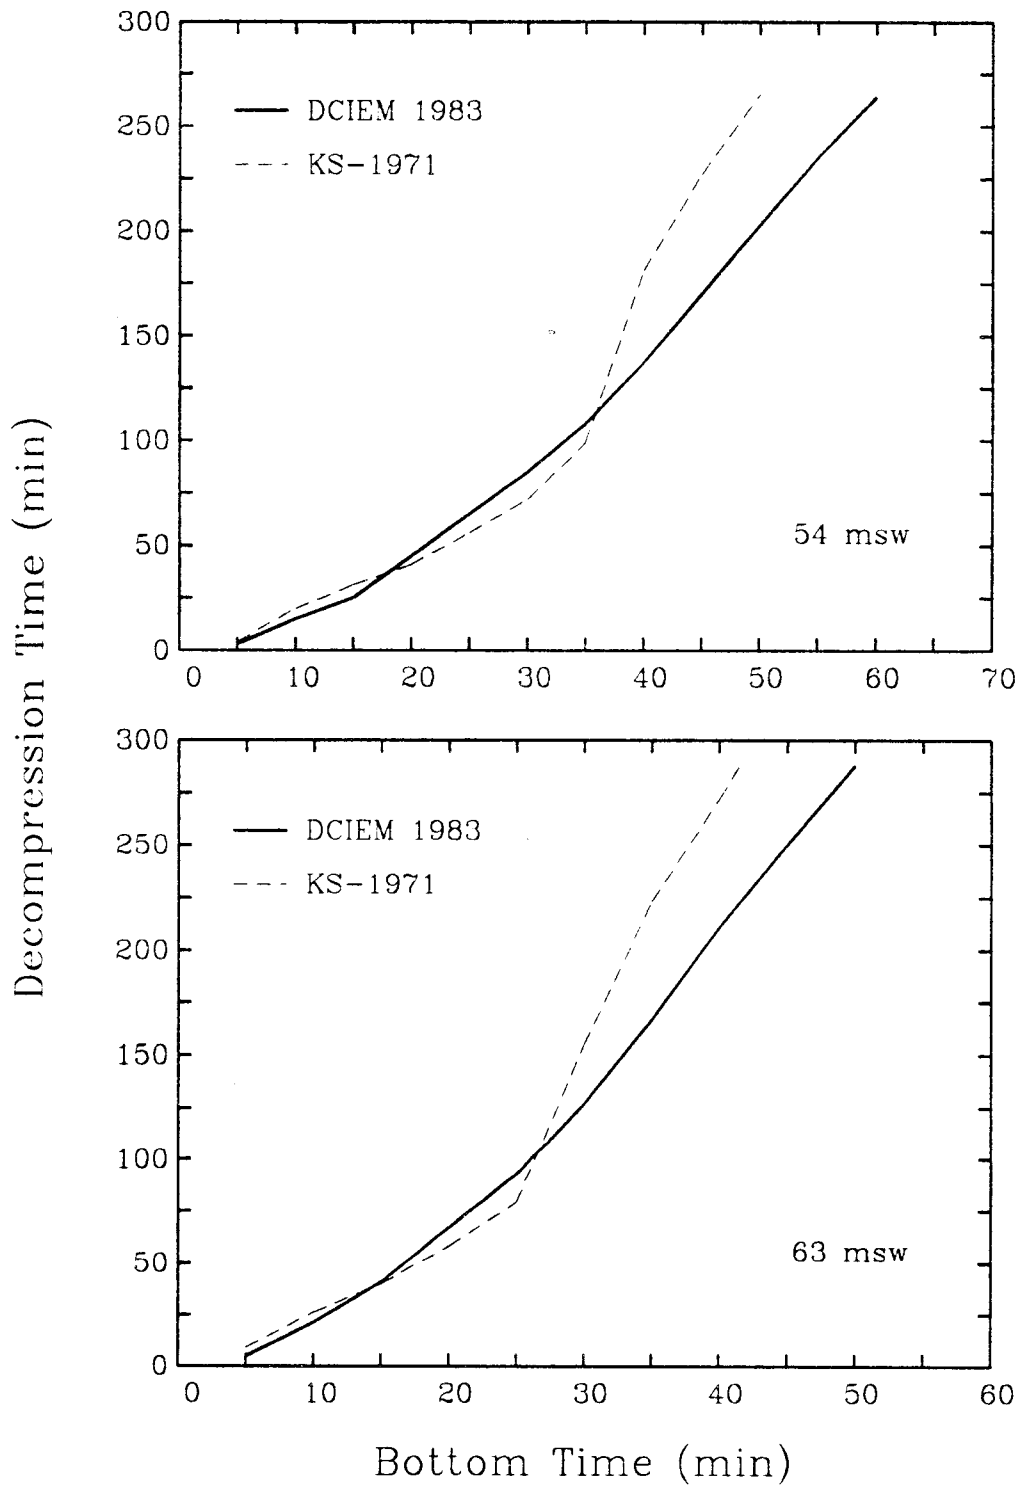 Decompression Time (min)
300
250
200
150
100
50
0
DCIEM 1983
KS-1971
54 msw
0 10 20 30 40 50 60 70
300
250
200
150
100
50
0
DCIEM 1983
KS-1971
63 msw
0 10 20 30 40 50 60
Bottom Time (min)